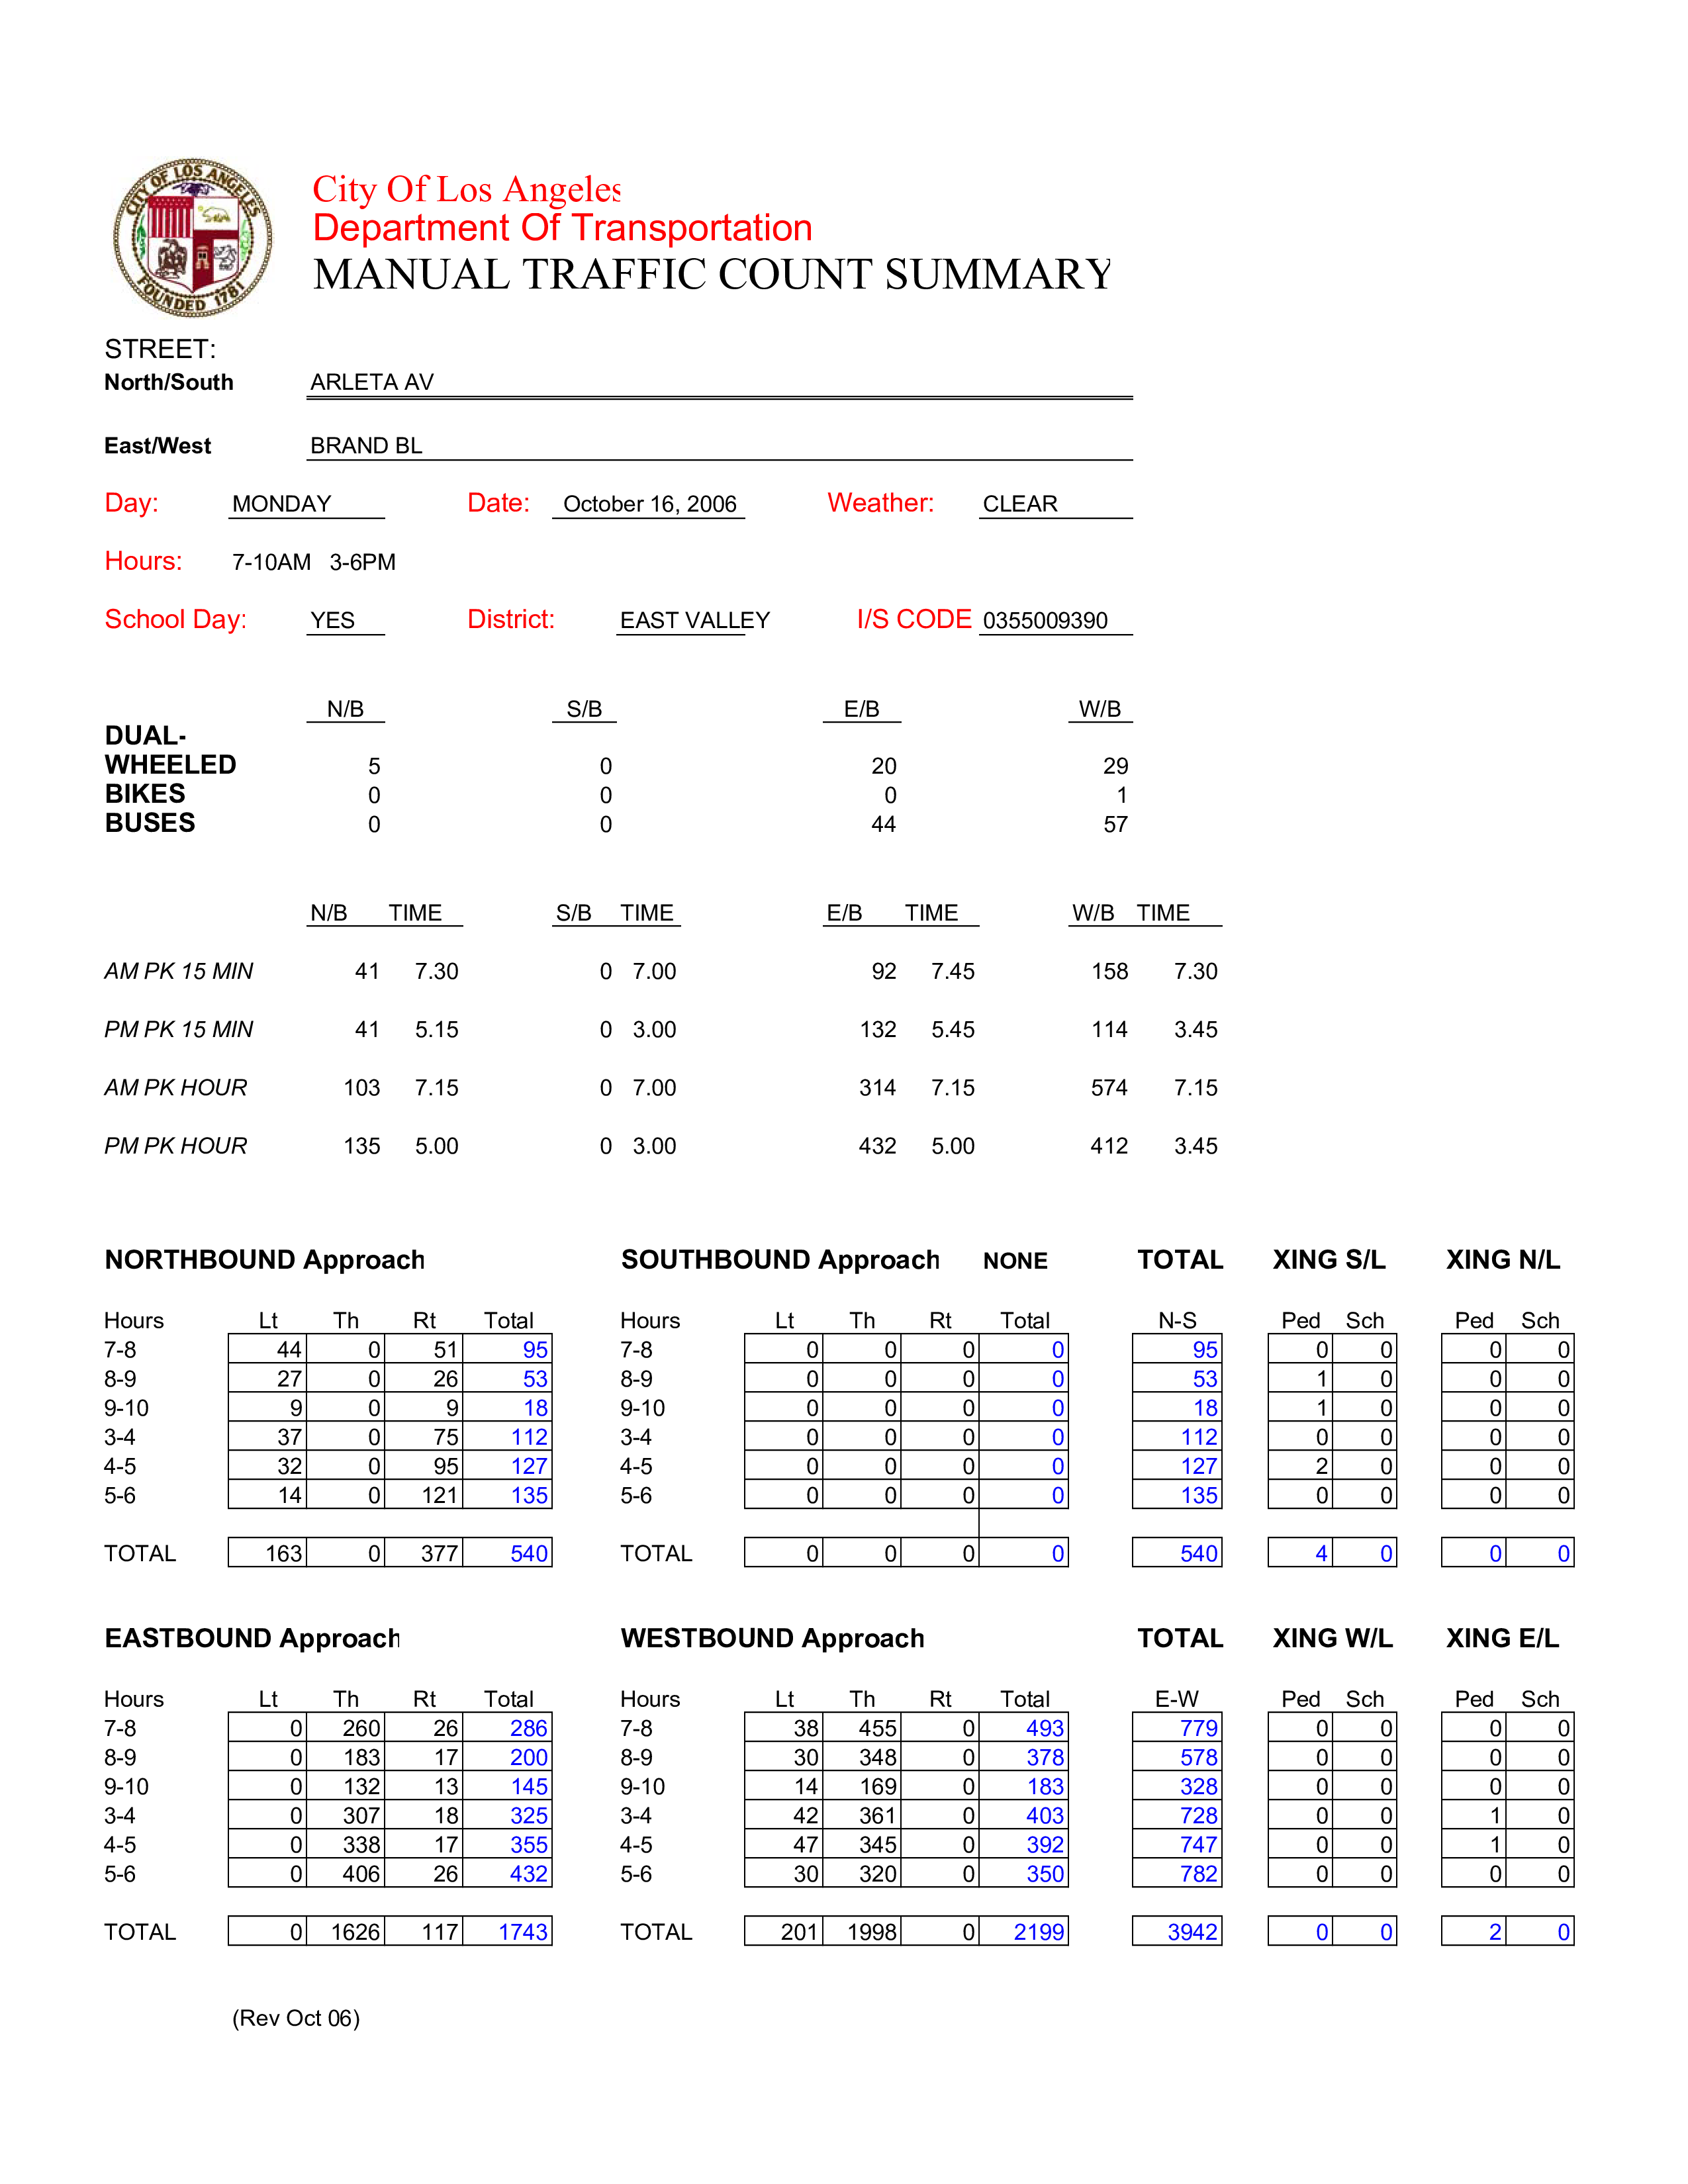 CITY OF LOS ANGELES
FOUNDED 1781
City Of Los Angeles
Department Of Transportation
MANUAL TRAFFIC COUNT SUMMARY
STREET:
North/South ARLETA AV
East/West BRAND BL
Day: MONDAY Date: October 16, 2006 Weather: CLEAR
Hours: 7-10AM 3-6PM
School Day: YES District: EAST VALLEY I/S CODE 0355009390
N/B S/B E/B W/B
DUAL-
WHEELED 5 0 20 29
BIKES 0 0 0 1
BUSES 0 0 44 57
N/B TIME S/B TIME E/B TIME W/B TIME
AM PK 15 MIN 41 7.30 0 7.00 92 7.45 158 7.30
PM PK 15 MIN 41 5.15 0 3.00 132 5.45 114 3.45
AM PK HOUR 103 7.15 0 7.00 314 7.15 574 7.15
PM PK HOUR 135 5.00 0 3.00 432 5.00 412 3.45
NORTHBOUND Approach SOUTHBOUND Approach NONE TOTAL XING S/L XING N/L
Hours Lt Th Rt Total Hours Lt Th Rt Total N-S Ped Sch Ped Sch
7-8 44 0 51 95 7-8 0 0 0 0 95 0 0 0 0
8-9 27 0 26 53 8-9 0 0 0 0 53 1 0 0 0
9-10 9 0 9 18 9-10 0 0 0 0 18 1 0 0 0
3-4 37 0 75 112 3-4 0 0 0 0 112 0 0 0 0
4-5 32 0 95 127 4-5 0 0 0 0 127 2 0 0 0
5-6 14 0 121 135 5-6 0 0 0 0 135 0 0 0 0
TOTAL 163 0 377 540 TOTAL 0 0 0 0 540 4 0 0 0
EASTBOUND Approach WESTBOUND Approach TOTAL XING W/L XING E/L
Hours Lt Th Rt Total Hours Lt Th Rt Total E-W Ped Sch Ped Sch
7-8 0 260 26 286 7-8 38 455 0 493 779 0 0 0 0
8-9 0 183 17 200 8-9 30 348 0 378 578 0 0 0 0
9-10 0 132 13 145 9-10 14 169 0 183 328 0 0 0 0
3-4 0 307 18 325 3-4 42 361 0 403 728 0 0 1 0
4-5 0 338 17 355 4-5 47 345 0 392 747 0 0 1 0
5-6 0 406 26 432 5-6 30 320 0 350 782 0 0 0 0
TOTAL 0 1626 117 1743 TOTAL 201 1998 0 2199 3942 0 0 2 0
(Rev Oct 06)